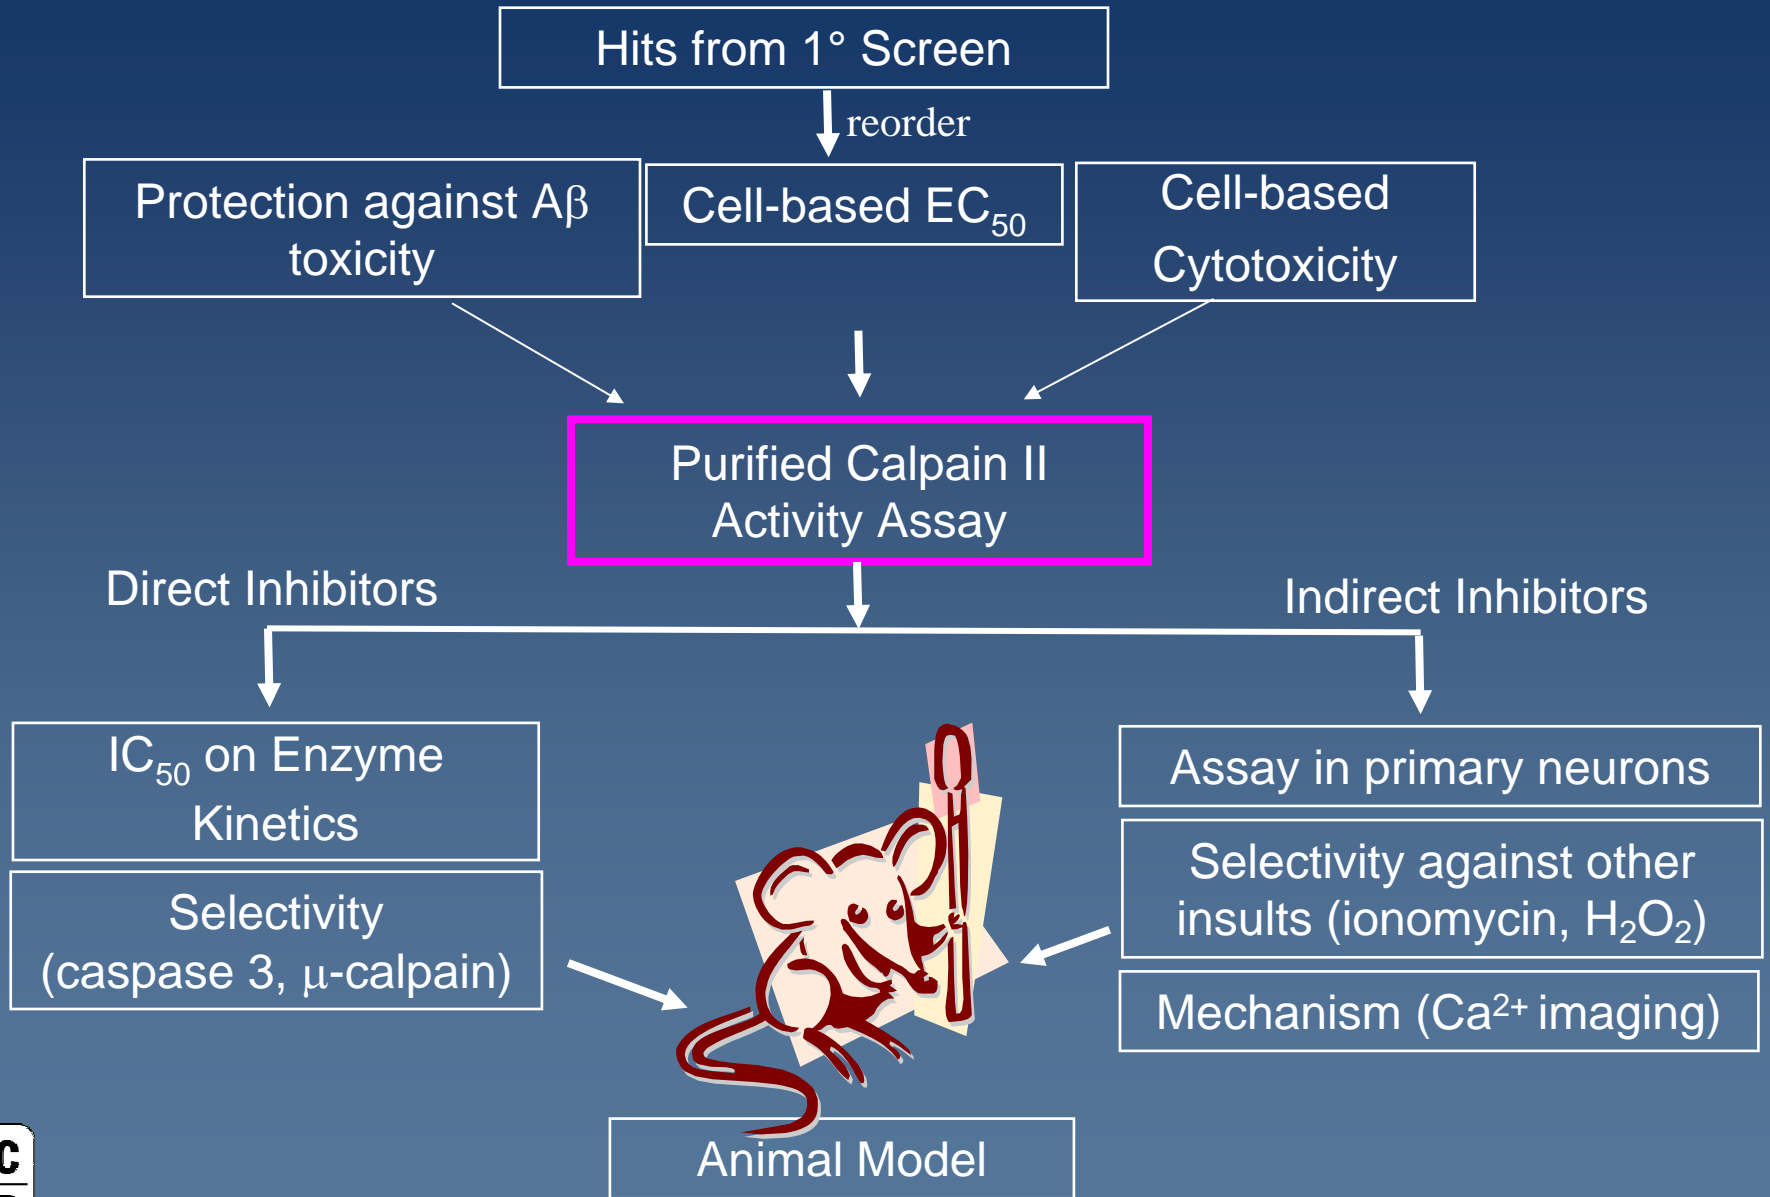 Hits from 1° Screen
reorder
Protection against Aβ
toxicity
Cell-based EC₅₀
Cell-based
Cytotoxicity
Purified Calpain II
Activity Assay
Direct Inhibitors
Indirect Inhibitors
IC₅₀ on Enzyme
Kinetics
Selectivity
(caspase 3, μ-calpain)
Assay in primary neurons
Selectivity against other
insults (ionomycin, H₂O₂)
Mechanism (Ca²⁺ imaging)
Animal Model